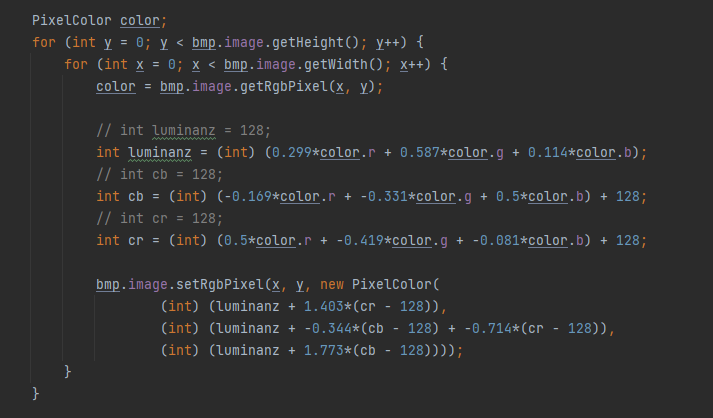 PixelColor color;
for (int y = 0; y < bmp.image.getHeight(); y++) {
for (int x = 0; x < bmp.image.getWidth(); x++) {
color = bmp.image.getRgbPixel(x, y);
// int luminanz = 128;
int luminanz = (int) (0.299*color.r + 0.587*color.g + 0.114*color.b);
// int cb = 128;
int cb = (int) (-0.169*color.r + -0.331*color.g + 0.5*color.b) + 128;
// int cr = 128;
int cr = (int) (0.5*color.r + -0.419*color.g + -0.081*color.b) + 128;
bmp.image.setRgbPixel(x, y, new PixelColor(
(int) (luminanz + 1.403*(cr - 128)),
(int) (luminanz + -0.344*(cb - 128) + -0.714*(cr - 128)),
(int) (luminanz + 1.773*(cb - 128))));
}
}